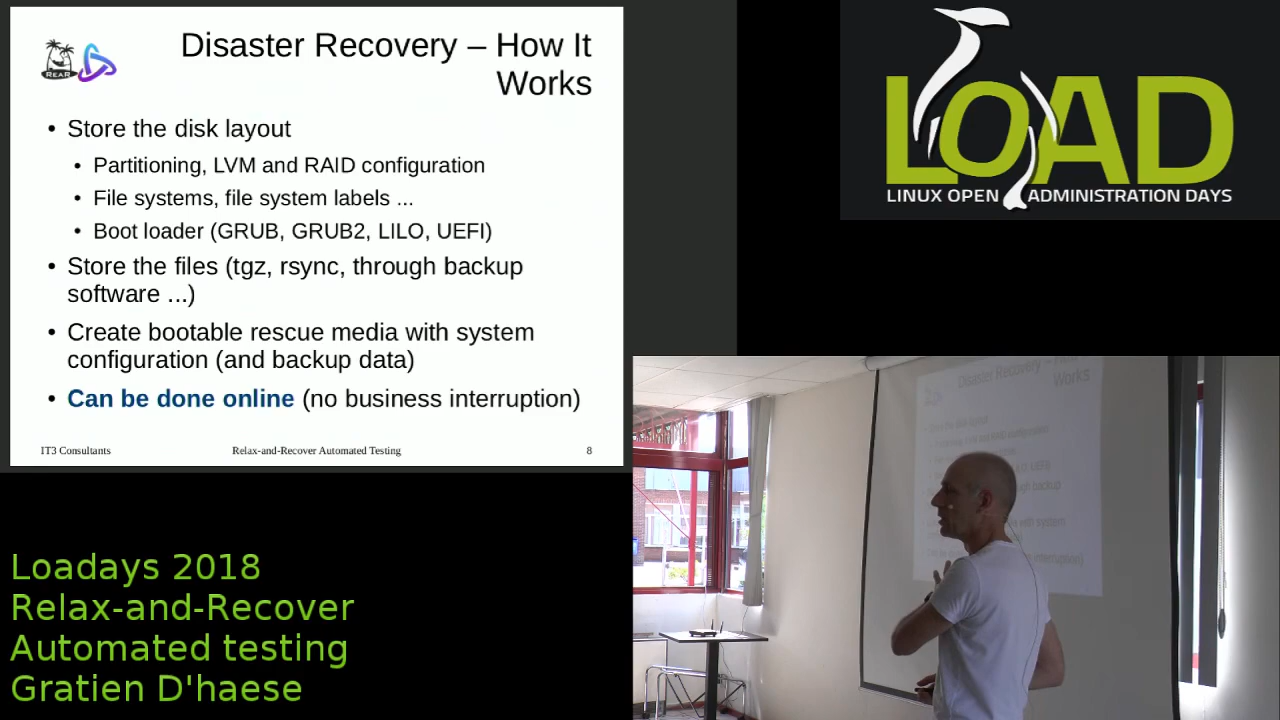 Disaster Recovery – How It
Works
ReaR
• Store the disk layout
• Partitioning, LVM and RAID configuration
• File systems, file system labels ...
• Boot loader (GRUB, GRUB2, LILO, UEFI)
• Store the files (tgz, rsync, through backup
software ...)
• Create bootable rescue media with system
configuration (and backup data)
• Can be done online (no business interruption)
IT3 Consultants
Relax-and-Recover Automated Testing
8
LOAD
LINUX OPEN ADMINISTRATION DAYS
Disaster Recovery
Works
Loadays 2018
Relax-and-Recover
Automated testing
Gratien D'haese